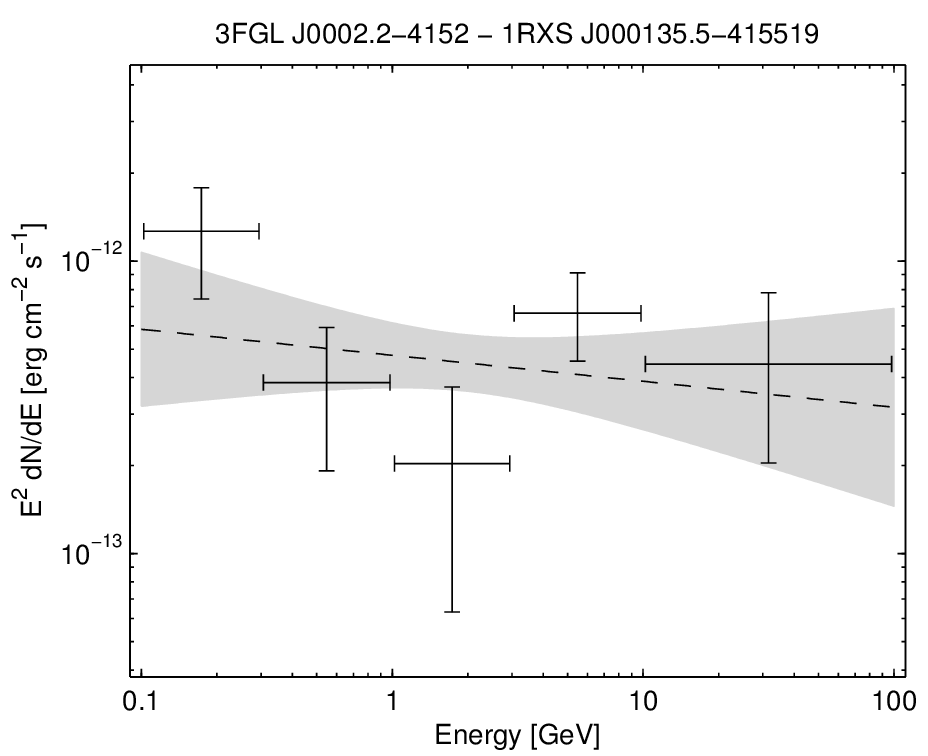 3FGL J0002.2−4152 − 1RXS J000135.5−415519
E² dN/dE [erg cm⁻² s⁻¹]
10⁻¹²
10⁻¹³
0.1 1 10 100
Energy [GeV]